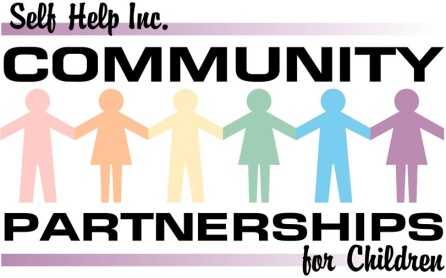 Self Help Inc.
COMMUNITY
PARTNERSHIPS
for Children